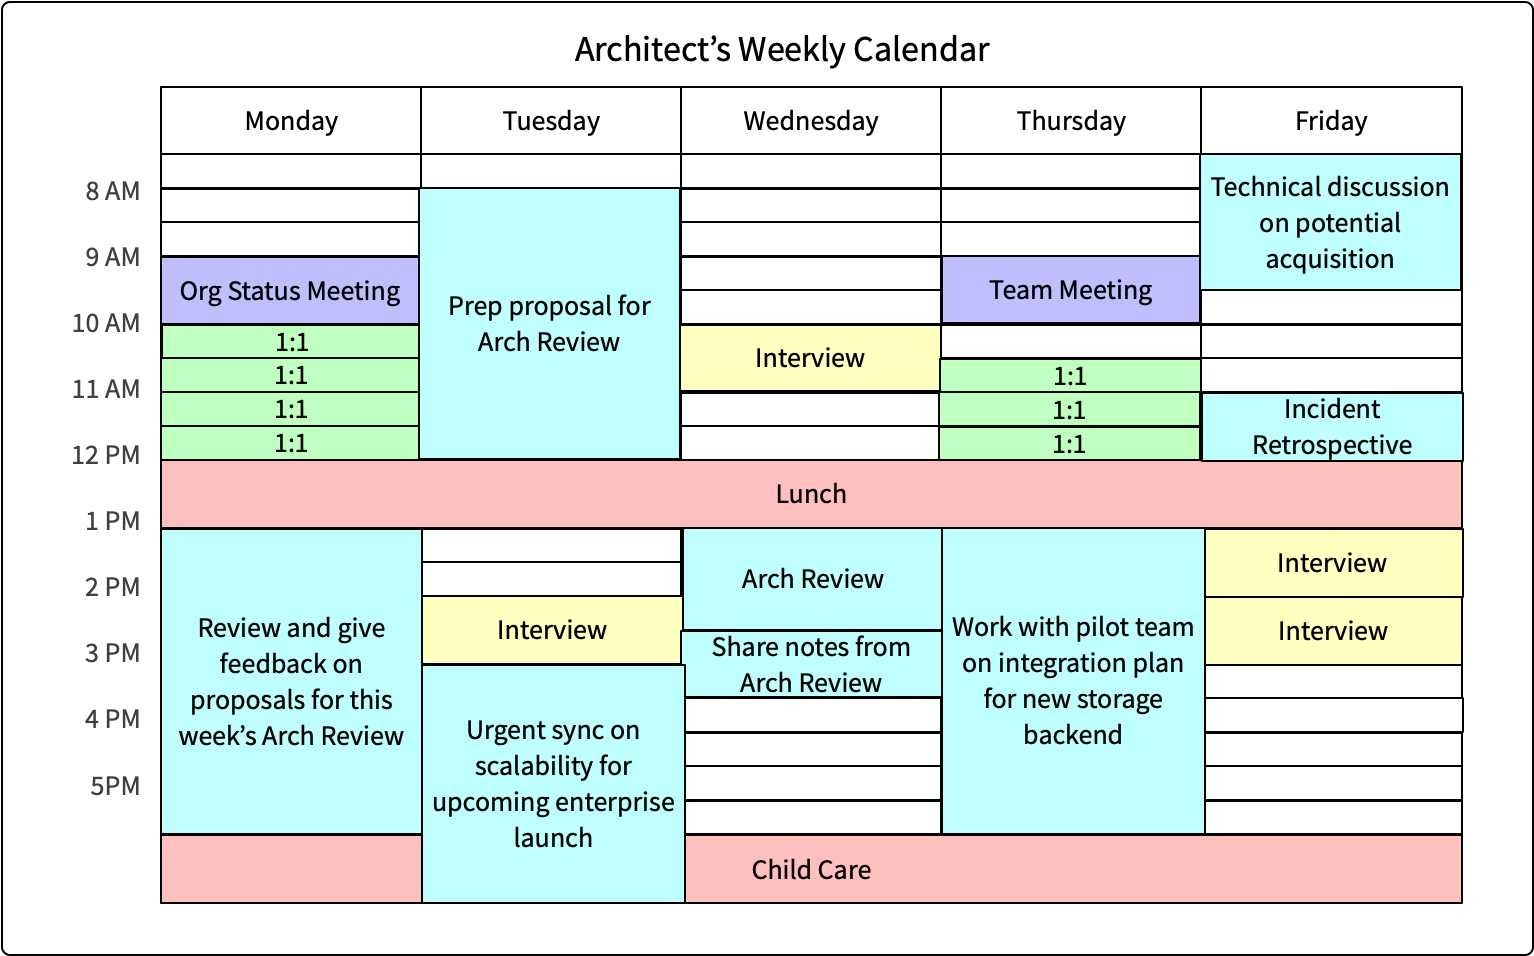 Architect’s Weekly Calendar
Monday
Tuesday
Wednesday
Thursday
Friday
8 AM
9 AM
10 AM
11 AM
12 PM
1 PM
2 PM
3 PM
4 PM
5PM
Org Status Meeting
1:1
1:1
1:1
1:1
Prep proposal for
Arch Review
Interview
Team Meeting
1:1
1:1
1:1
Technical discussion
on potential
acquisition
Incident
Retrospective
Lunch
Review and give
feedback on
proposals for this
week’s Arch Review
Interview
Urgent sync on
scalability for
upcoming enterprise
launch
Arch Review
Share notes from
Arch Review
Work with pilot team
on integration plan
for new storage
backend
Interview
Interview
Child Care